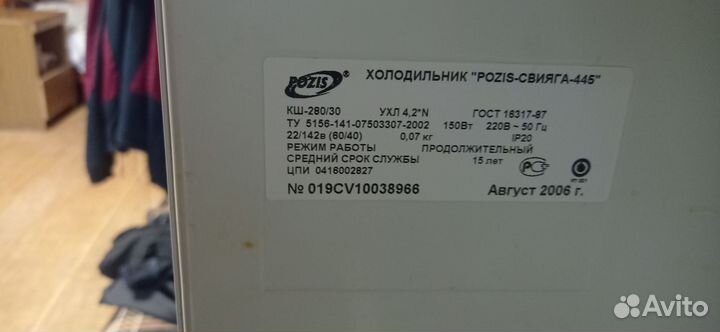 POZIS®
ХОЛОДИЛЬНИК "POZIS-СВИЯГА-445"
КШ-280/30 УХЛ 4,2*N ГОСТ 16317-87
ТУ 5156-141-07503307-2002 150Вт 220В ~ 50 Гц
22/142в (60/40) 0,07 кг IP20
РЕЖИМ РАБОТЫ ПРОДОЛЖИТЕЛЬНЫЙ
СРЕДНИЙ СРОК СЛУЖБЫ 15 лет
ЦПИ 0416002827
№ 019CV10038966 Август 2006 г.
Avito